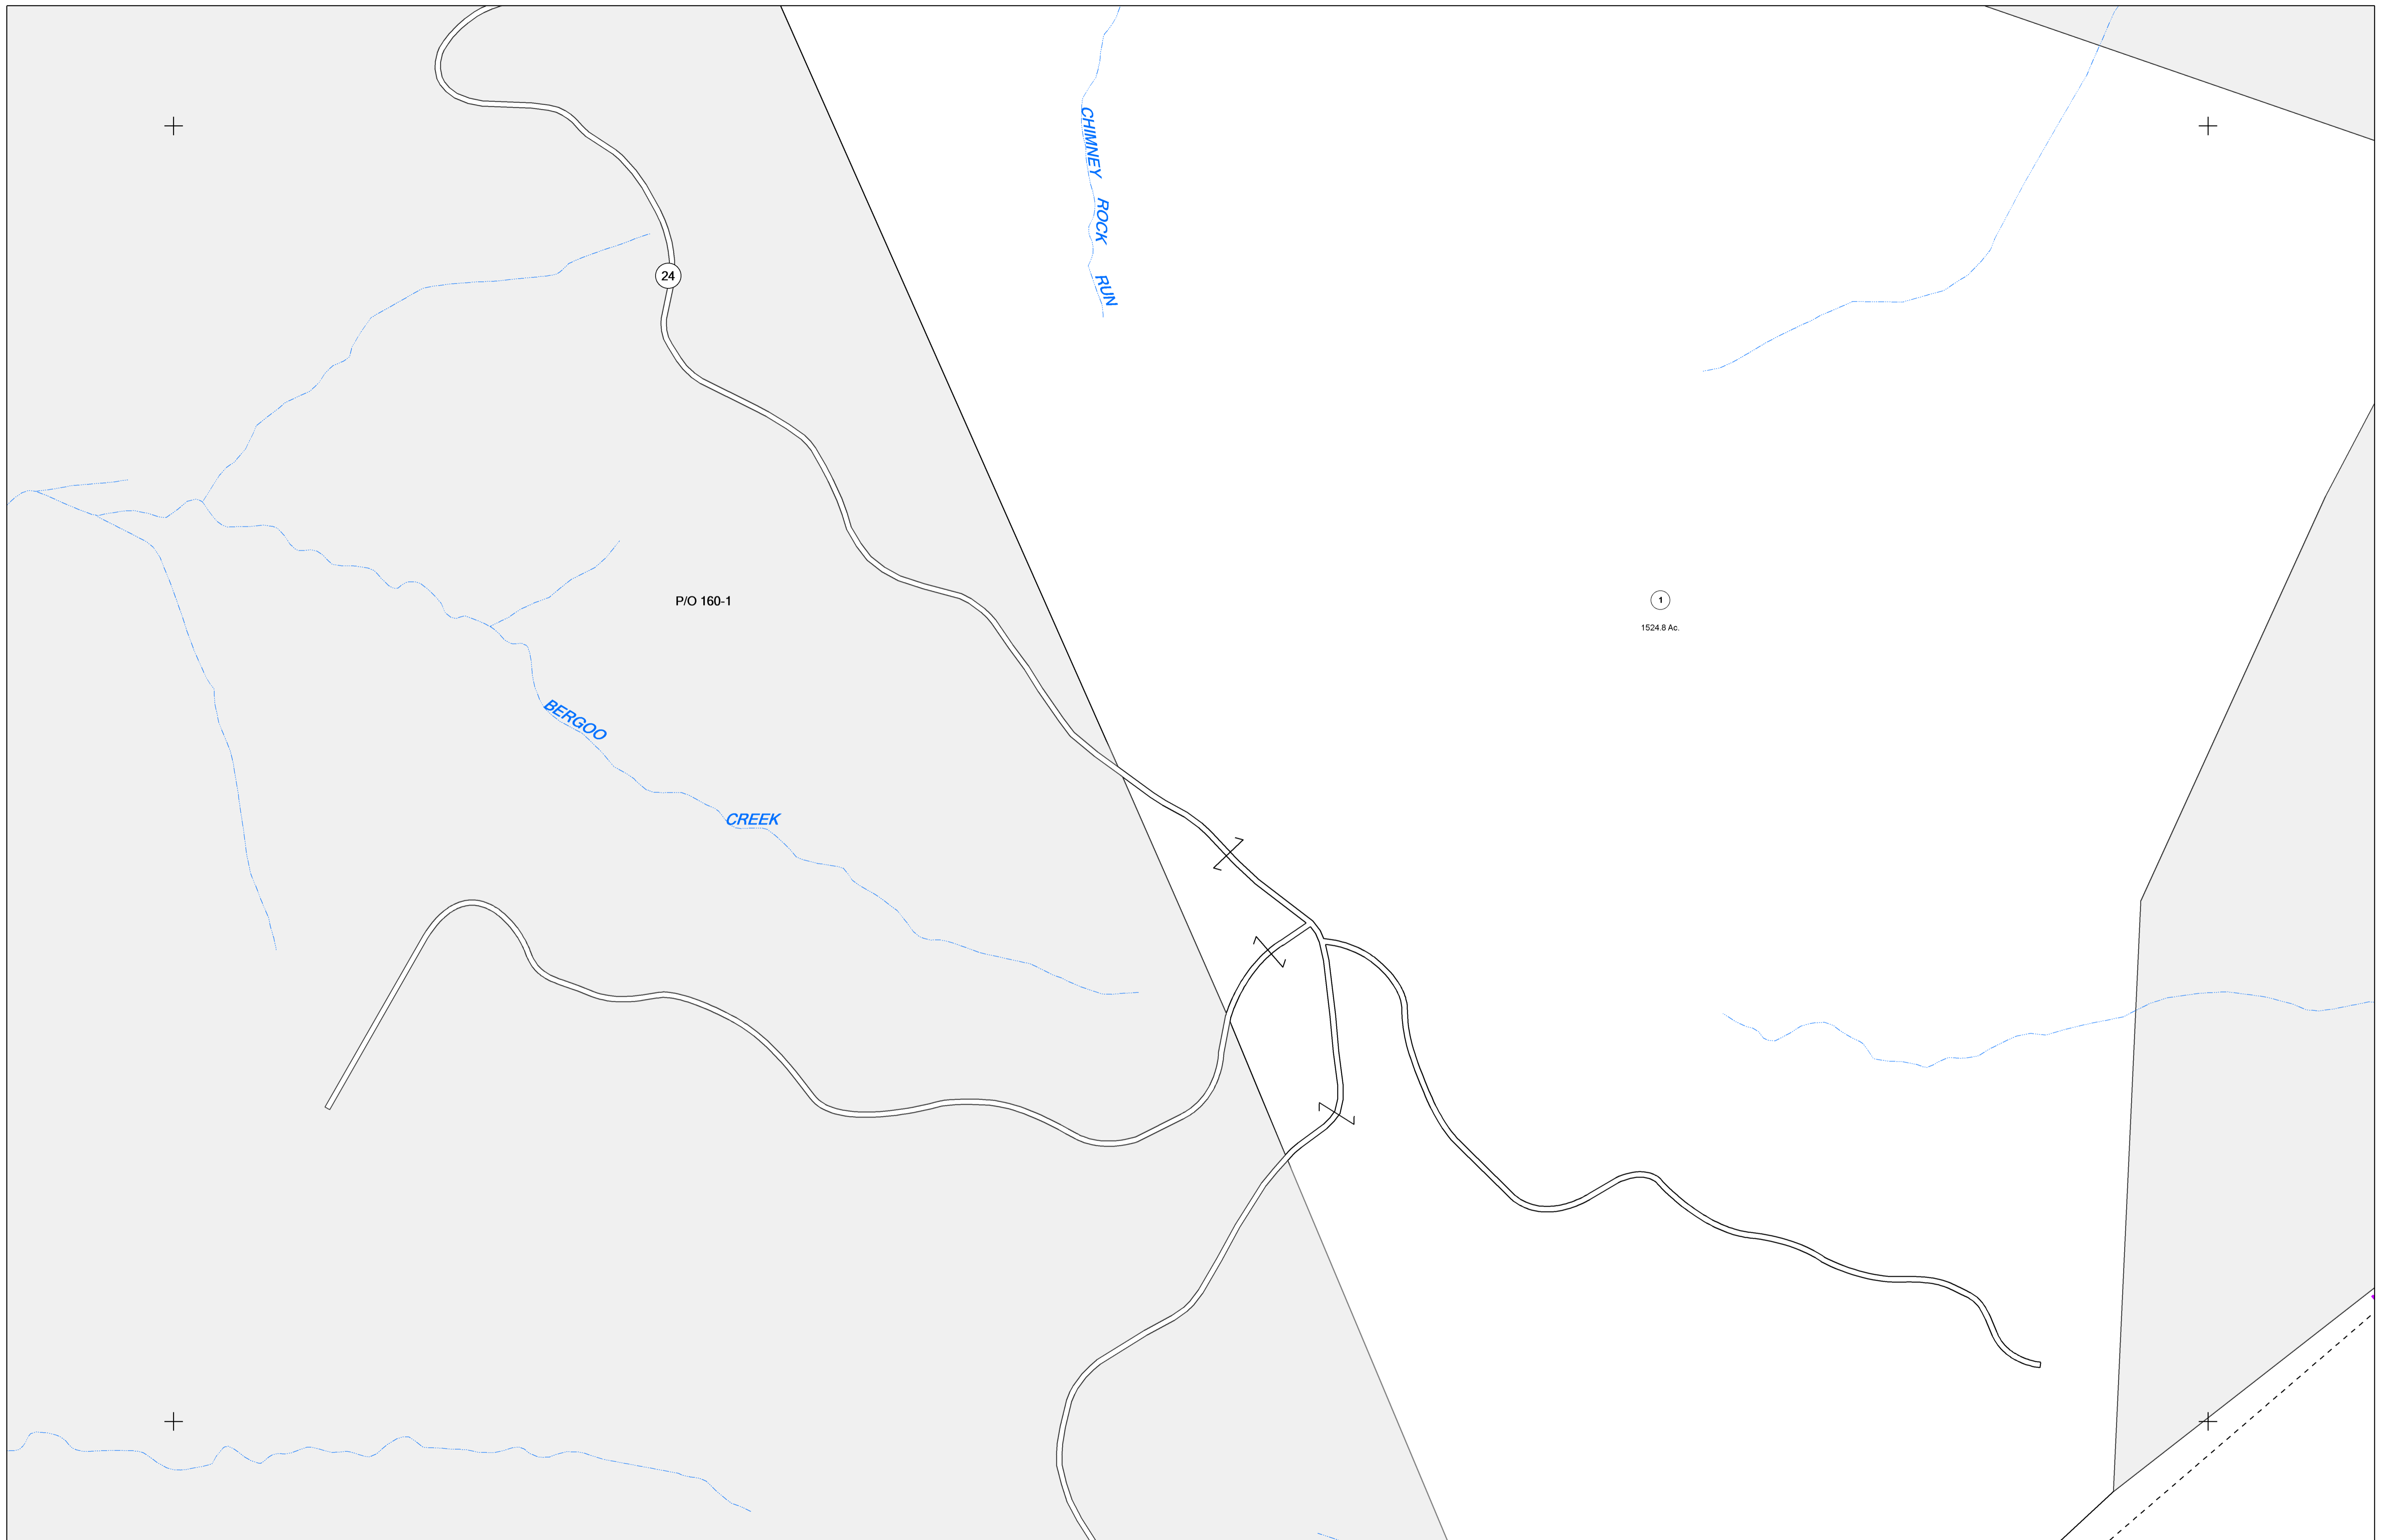 CHIMNEY ROCK RUN
24
P/O 160-1
1
1524.8 Ac.
BERGOO
CREEK